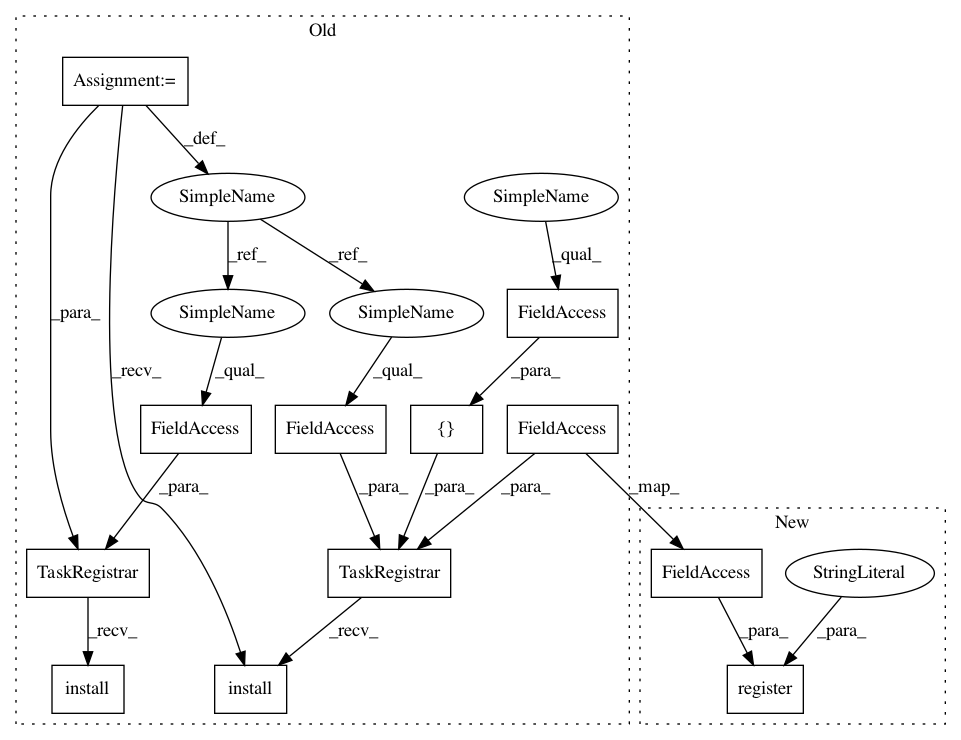 Old
Assignment:=
_def_
SimpleName
SimpleName
_ref_
_ref_
_qual_
_para_
SimpleName
SimpleName
FieldAccess
_recv_
_qual_
_qual_
_para_
FieldAccess
FieldAccess
{}
FieldAccess
_para_
_para_
_para_
_para_
_map_
New
TaskRegistrar
TaskRegistrar
FieldAccess
StringLiteral
_recv_
_recv_
_para_
_para_
install
install
register